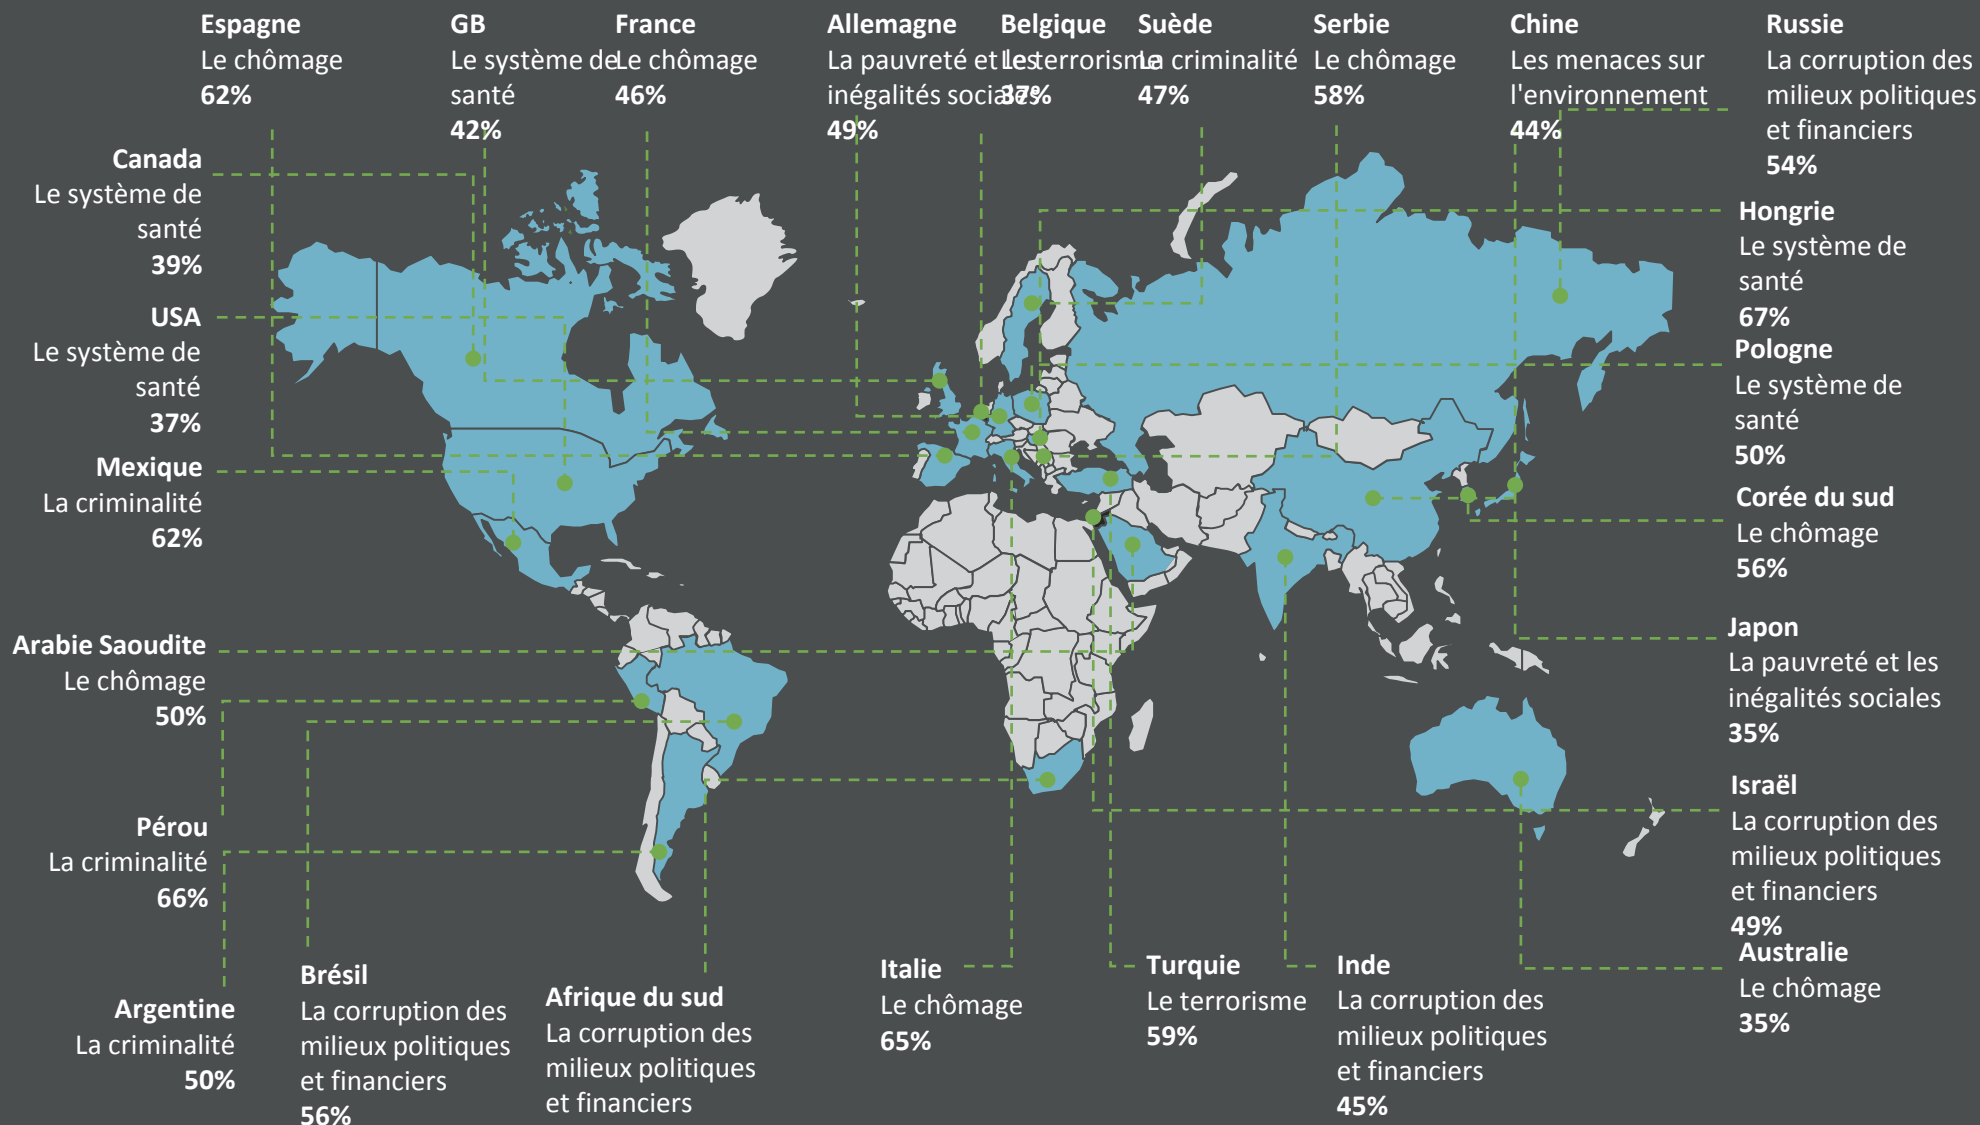 Espagne
Le chômage
62%
GB
Le système de
santé
42%
France
Le chômage
46%
Allemagne
La pauvreté et les
inégalités sociales
49%
Belgique
Le terrorisme
37%
Suède
La criminalité
47%
Serbie
Le chômage
58%
Chine
Les menaces sur
l'environnement
44%
Russie
La corruption des
milieux politiques
et financiers
54%
Canada
Le système de
santé
39%
USA
Le système de
santé
37%
Mexique
La criminalité
62%
Arabie Saoudite
Le chômage
50%
Pérou
La criminalité
66%
Argentine
La criminalité
50%
Brésil
La corruption des
milieux politiques
et financiers
56%
Afrique du sud
La corruption des
milieux politiques
et financiers
Italie
Le chômage
65%
Turquie
Le terrorisme
59%
Inde
La corruption des
milieux politiques
et financiers
45%
Hongrie
Le système de
santé
67%
Pologne
Le système de
santé
50%
Corée du sud
Le chômage
56%
Japon
La pauvreté et les
inégalités sociales
35%
Israël
La corruption des
milieux politiques
et financiers
49%
Australie
Le chômage
35%